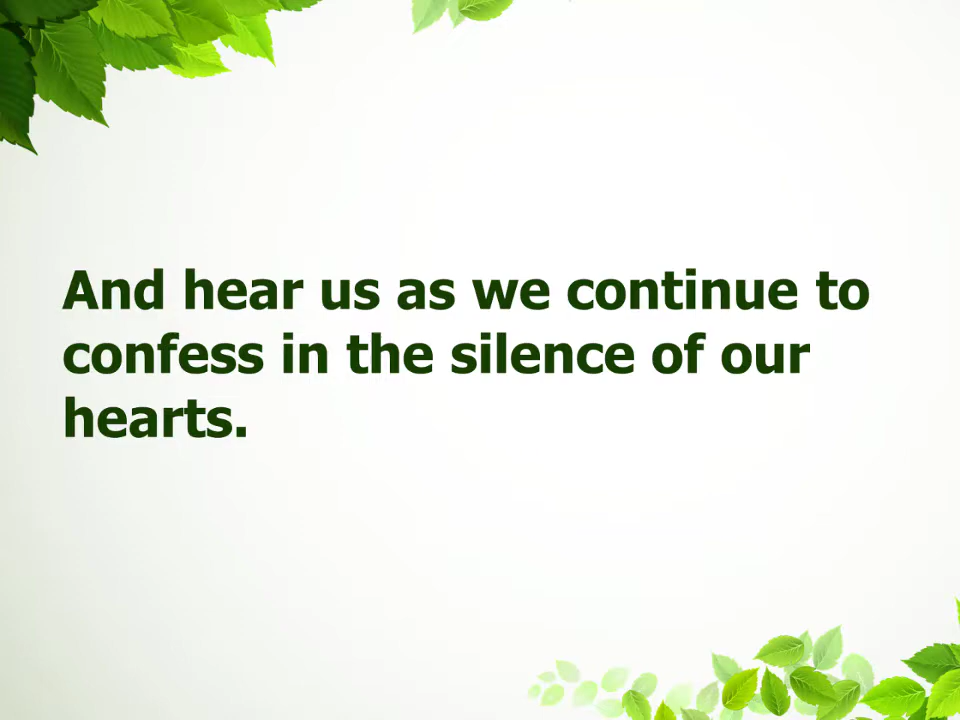 And hear us as we continue to
confess in the silence of our
hearts.